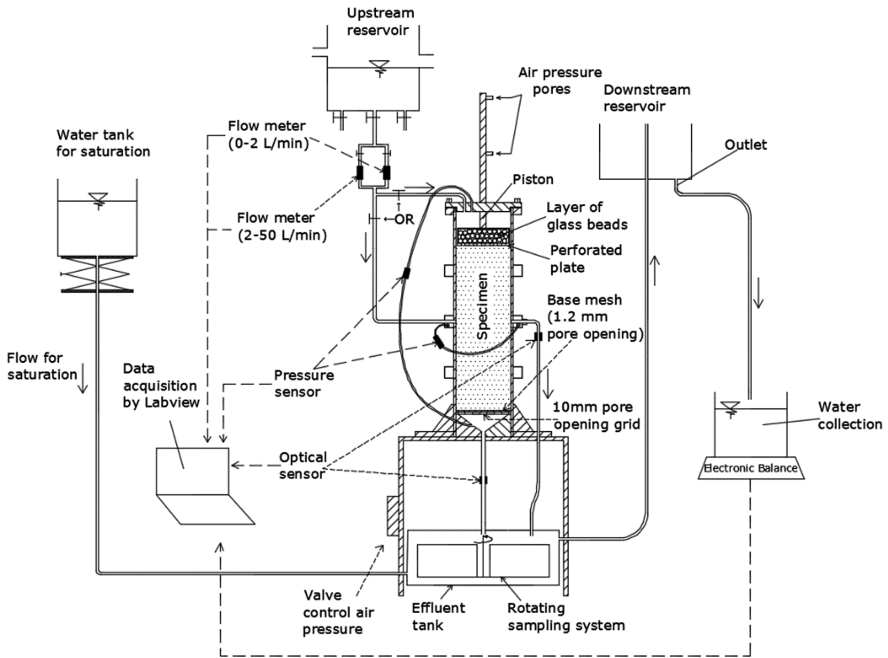 Upstream
reservoir
Air pressure
pores
Downstream
reservoir
Water tank
for saturation
Flow meter
(0-2 L/min)
Outlet
Piston
Layer of
glass beads
Flow meter
(2-50 L/min)
OR
Perforated
plate
Specimen
Base mesh
(1.2 mm
pore opening)
Flow for
saturation
Data
acquisition
by Labview
Pressure
sensor
10mm pore
opening grid
Water
collection
Optical
sensor
Electronic Balance
Valve
control air
pressure
Effluent
tank
Rotating
sampling system